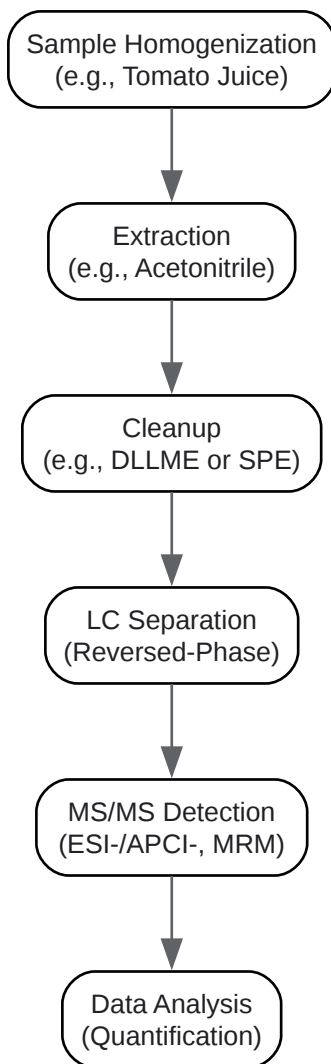 Sample Homogenization
(e.g., Tomato Juice)
Extraction
(e.g., Acetonitrile)
Cleanup
(e.g., DLLME or SPE)
LC Separation
(Reversed-Phase)
MS/MS Detection
(ESI-/APCI-, MRM)
Data Analysis
(Quantification)